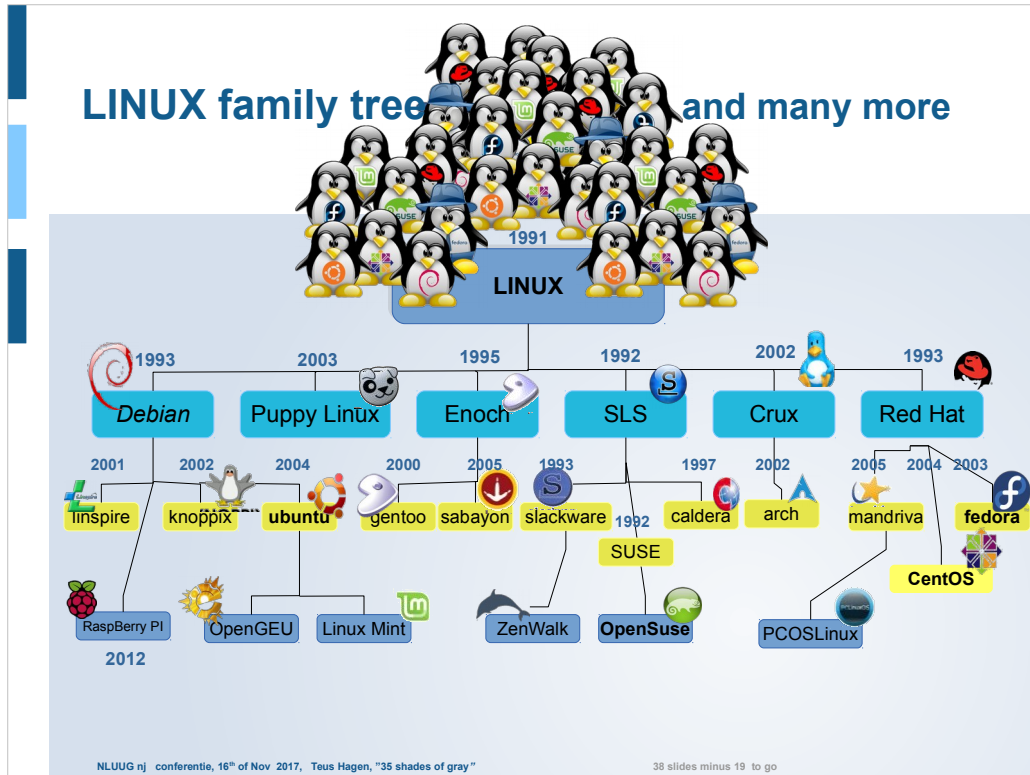 LINUX family tree and many more
1991
LINUX
1993 2003 1995 1992 2002 1993
Debian Puppy Linux Enoch SLS Crux Red Hat
2001 2002 2004 2000 2005 1993 1997 2002 2005 2004 2003
linspire knoppix ubuntu gentoo sabayon slackware caldera arch mandriva fedora
1992
SUSE
CentOS
RaspBerry PI OpenGEU Linux Mint ZenWalk OpenSuse PCOSLinux
2012
NLUUG nj conferentie, 16th of Nov 2017, Teus Hagen, "35 shades of gray" 38 slides minus 19 to go